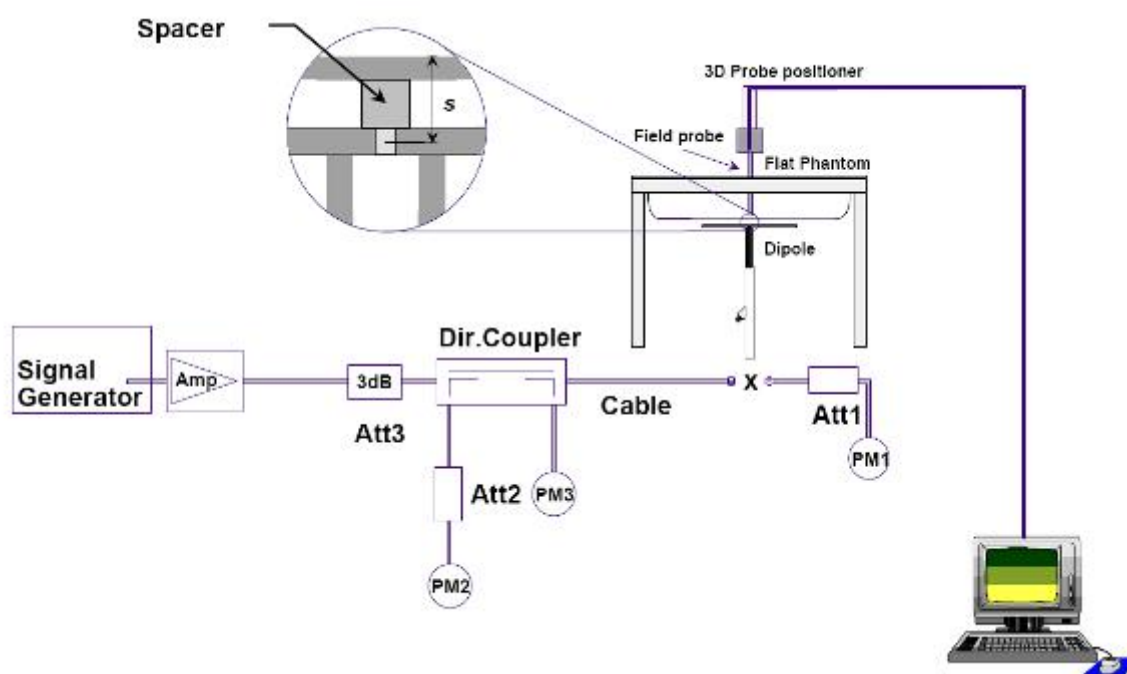 Spacer
s
3D Probe positioner
Field probe
Flat Phantom
Dipole
Signal
Generator
Amp
3dB
Att3
Dir.Coupler
Cable
X
Att1
PM1
Att2
PM3
PM2